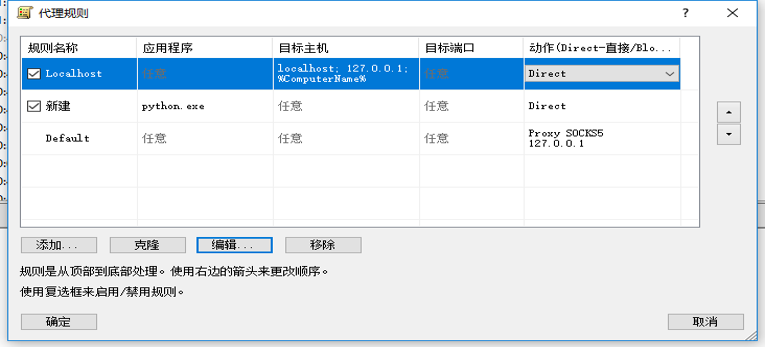 代理规则
规则名称 应用程序 目标主机 目标端口 动作(Direct-直接/Blo...
Localhost 任意 localhost; 127.0.0.1; 任意 Direct
%ComputerName%
新建 python.exe 任意 任意 Direct
Default 任意 任意 任意 Proxy SOCKS5
127.0.0.1
添加... 克隆 编辑... 移除
规则是从顶部到底部处理。使用右边的箭头来更改顺序。
使用复选框来启用/禁用规则。
确定 取消